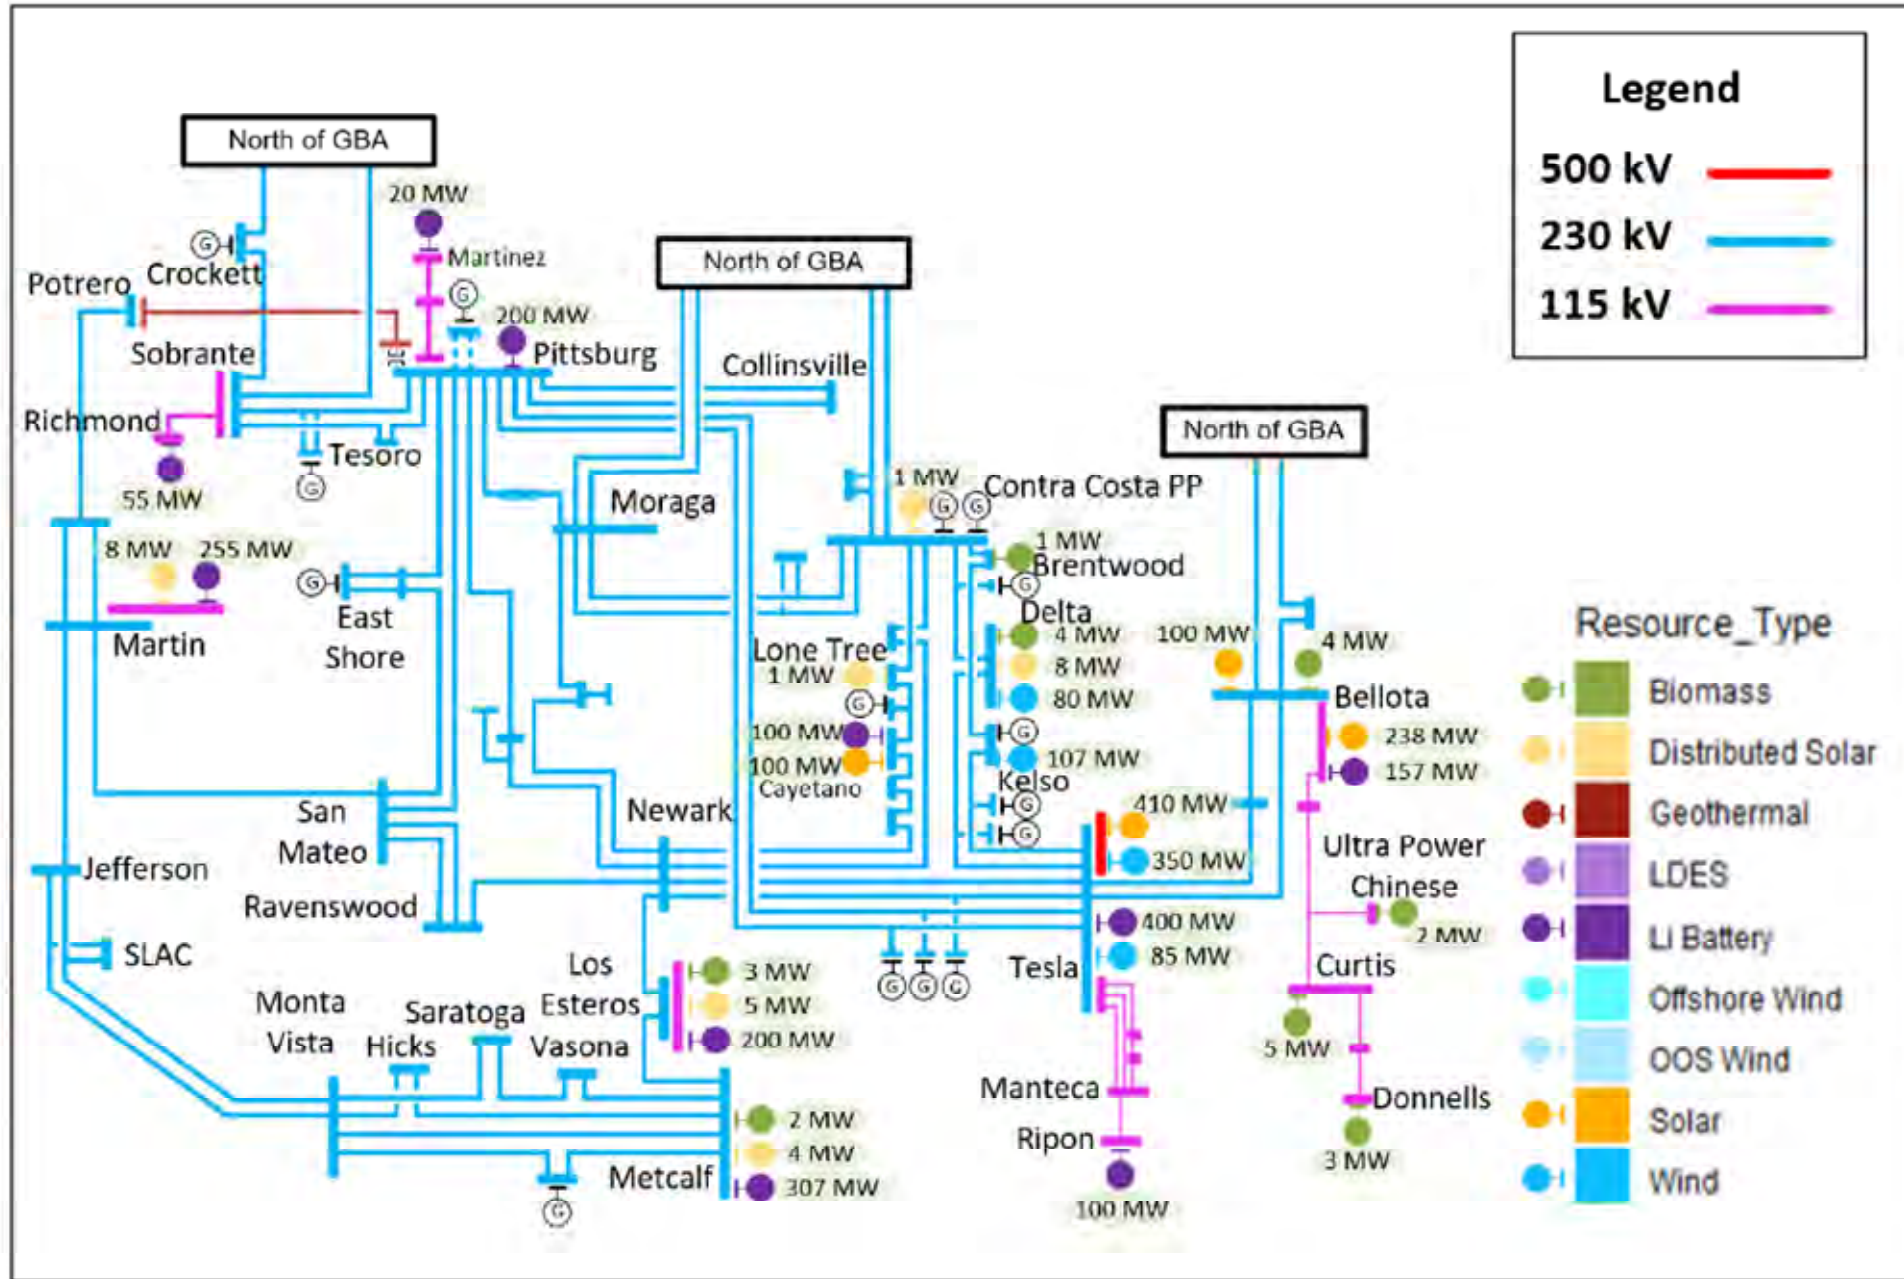 Legend
500 kV
230 kV
115 kV
North of GBA
20 MW
G
Crockett
Martinez
North of GBA
Potrero
G
200 MW
Sobrante
Pittsburg
Collinsville
Richmond
Tesoro
G
55 MW
North of GBA
Moraga
1 MW
G
G
Contra Costa PP
8 MW
255 MW
1 MW
Brentwood
G
G
East
Shore
Martin
Delta
4 MW
8 MW
80 MW
100 MW
4 MW
Lone Tree
1 MW
G
Bellota
238 MW
157 MW
100 MW
100 MW
Cayetano
G
107 MW
Kelso
G
G
410 MW
350 MW
San
Mateo
Newark
Ultra Power
Chinese
2 MW
Jefferson
Ravenswood
400 MW
85 MW
Tesla
G
G
G
SLAC
Los
Esteros
3 MW
5 MW
200 MW
Curtis
5 MW
Monta
Vista
Hicks
Saratoga
Vasona
Manteca
Ripon
100 MW
Donnells
3 MW
2 MW
4 MW
307 MW
Metcalf
G
Resource_Type
Biomass
Distributed Solar
Geothermal
LDES
Li Battery
Offshore Wind
OOS Wind
Solar
Wind